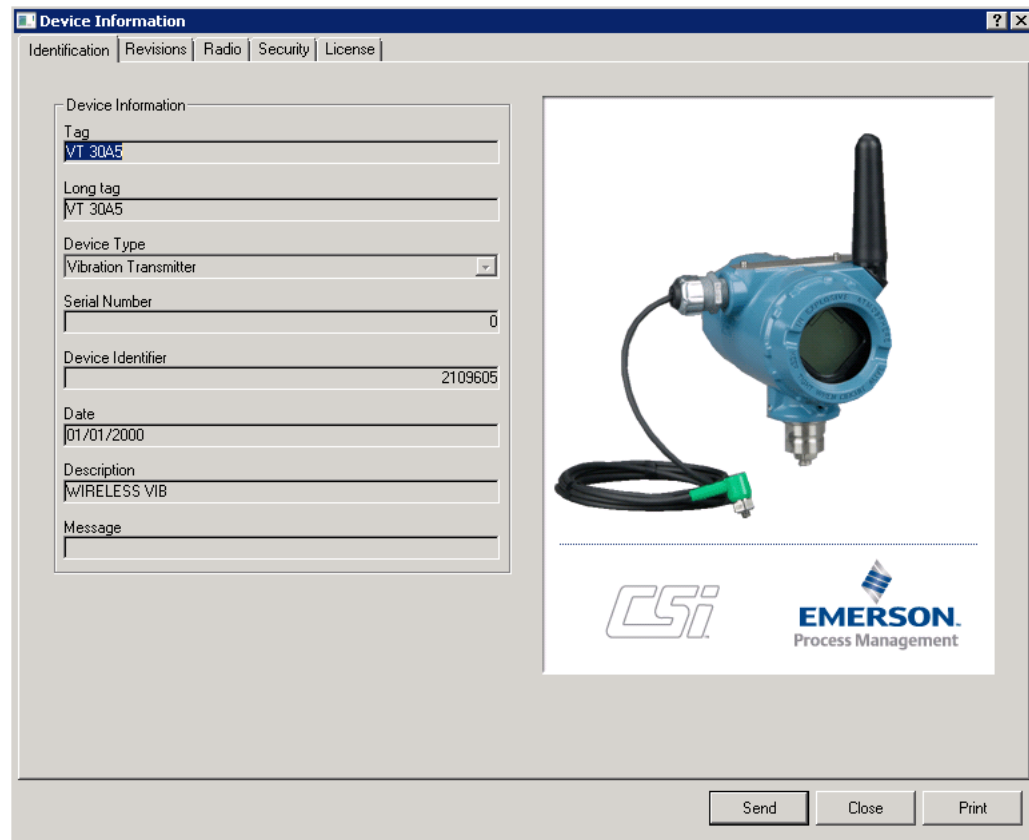 Device Information
Identification Revisions Radio Security License
Device Information
Tag
VT 30A5
Long tag
VT 30A5
Device Type
Vibration Transmitter
Serial Number
0
Device Identifier
2109605
Date
01/01/2000
Description
WIRELESS VIB
Message
CSi
EMERSON.
Process Management
Send Close Print